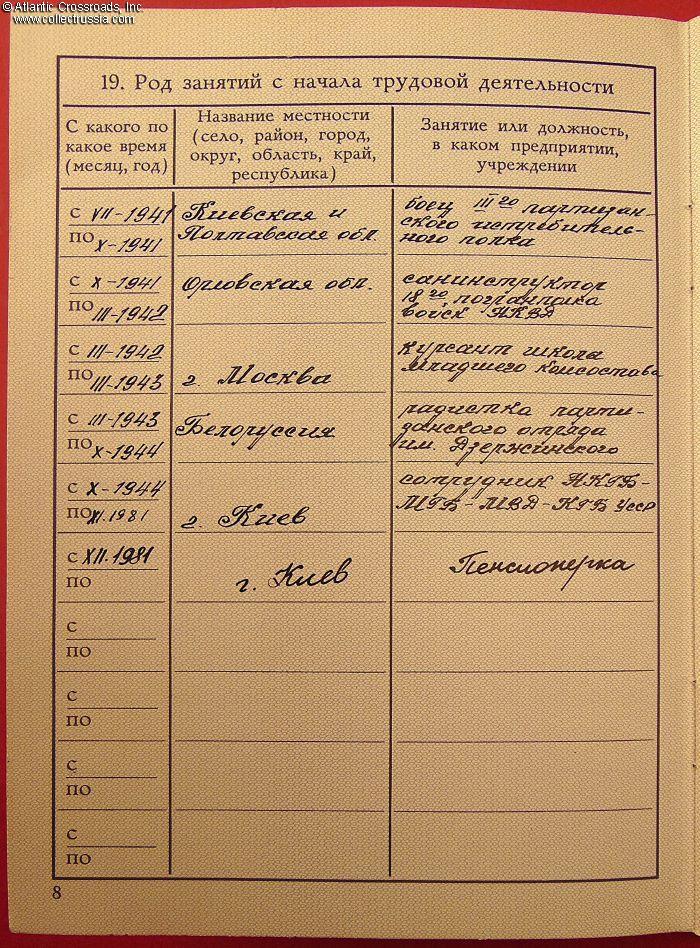 © Atlantic Crossroads, Inc.
www.collectrussia.com
19. Род занятий с начала трудовой деятельности
С какого по
какое время
(месяц, год)
Название местности
(село, район, город,
округ, область, край,
республика)
Занятие или должность,
в каком предприятии,
учреждении
С VII-1941
ПО X-1941
Киевская и
Полтавская обл.
боец III го партизан-
ского истребитель-
ного полка
С X-1941
ПО III-1942
Орловская обл.
санинструктор
18 го погранполка
войск НКВД
С III-1942
ПО III-1943
г. Москва
курсант школа
младшего комсостава
С III-1943
ПО X-1944
Белоруссия
радистка парти-
занского отряда
им. Дзержинского
С X-1944
ПО XI.1981
г. Киев
сотрудник НКГБ-
МГБ-МВД-КГБ УССР
С XII.1981
ПО
г. Киев
Пенсионерка
С
ПО
С
ПО
С
ПО
С
ПО
8